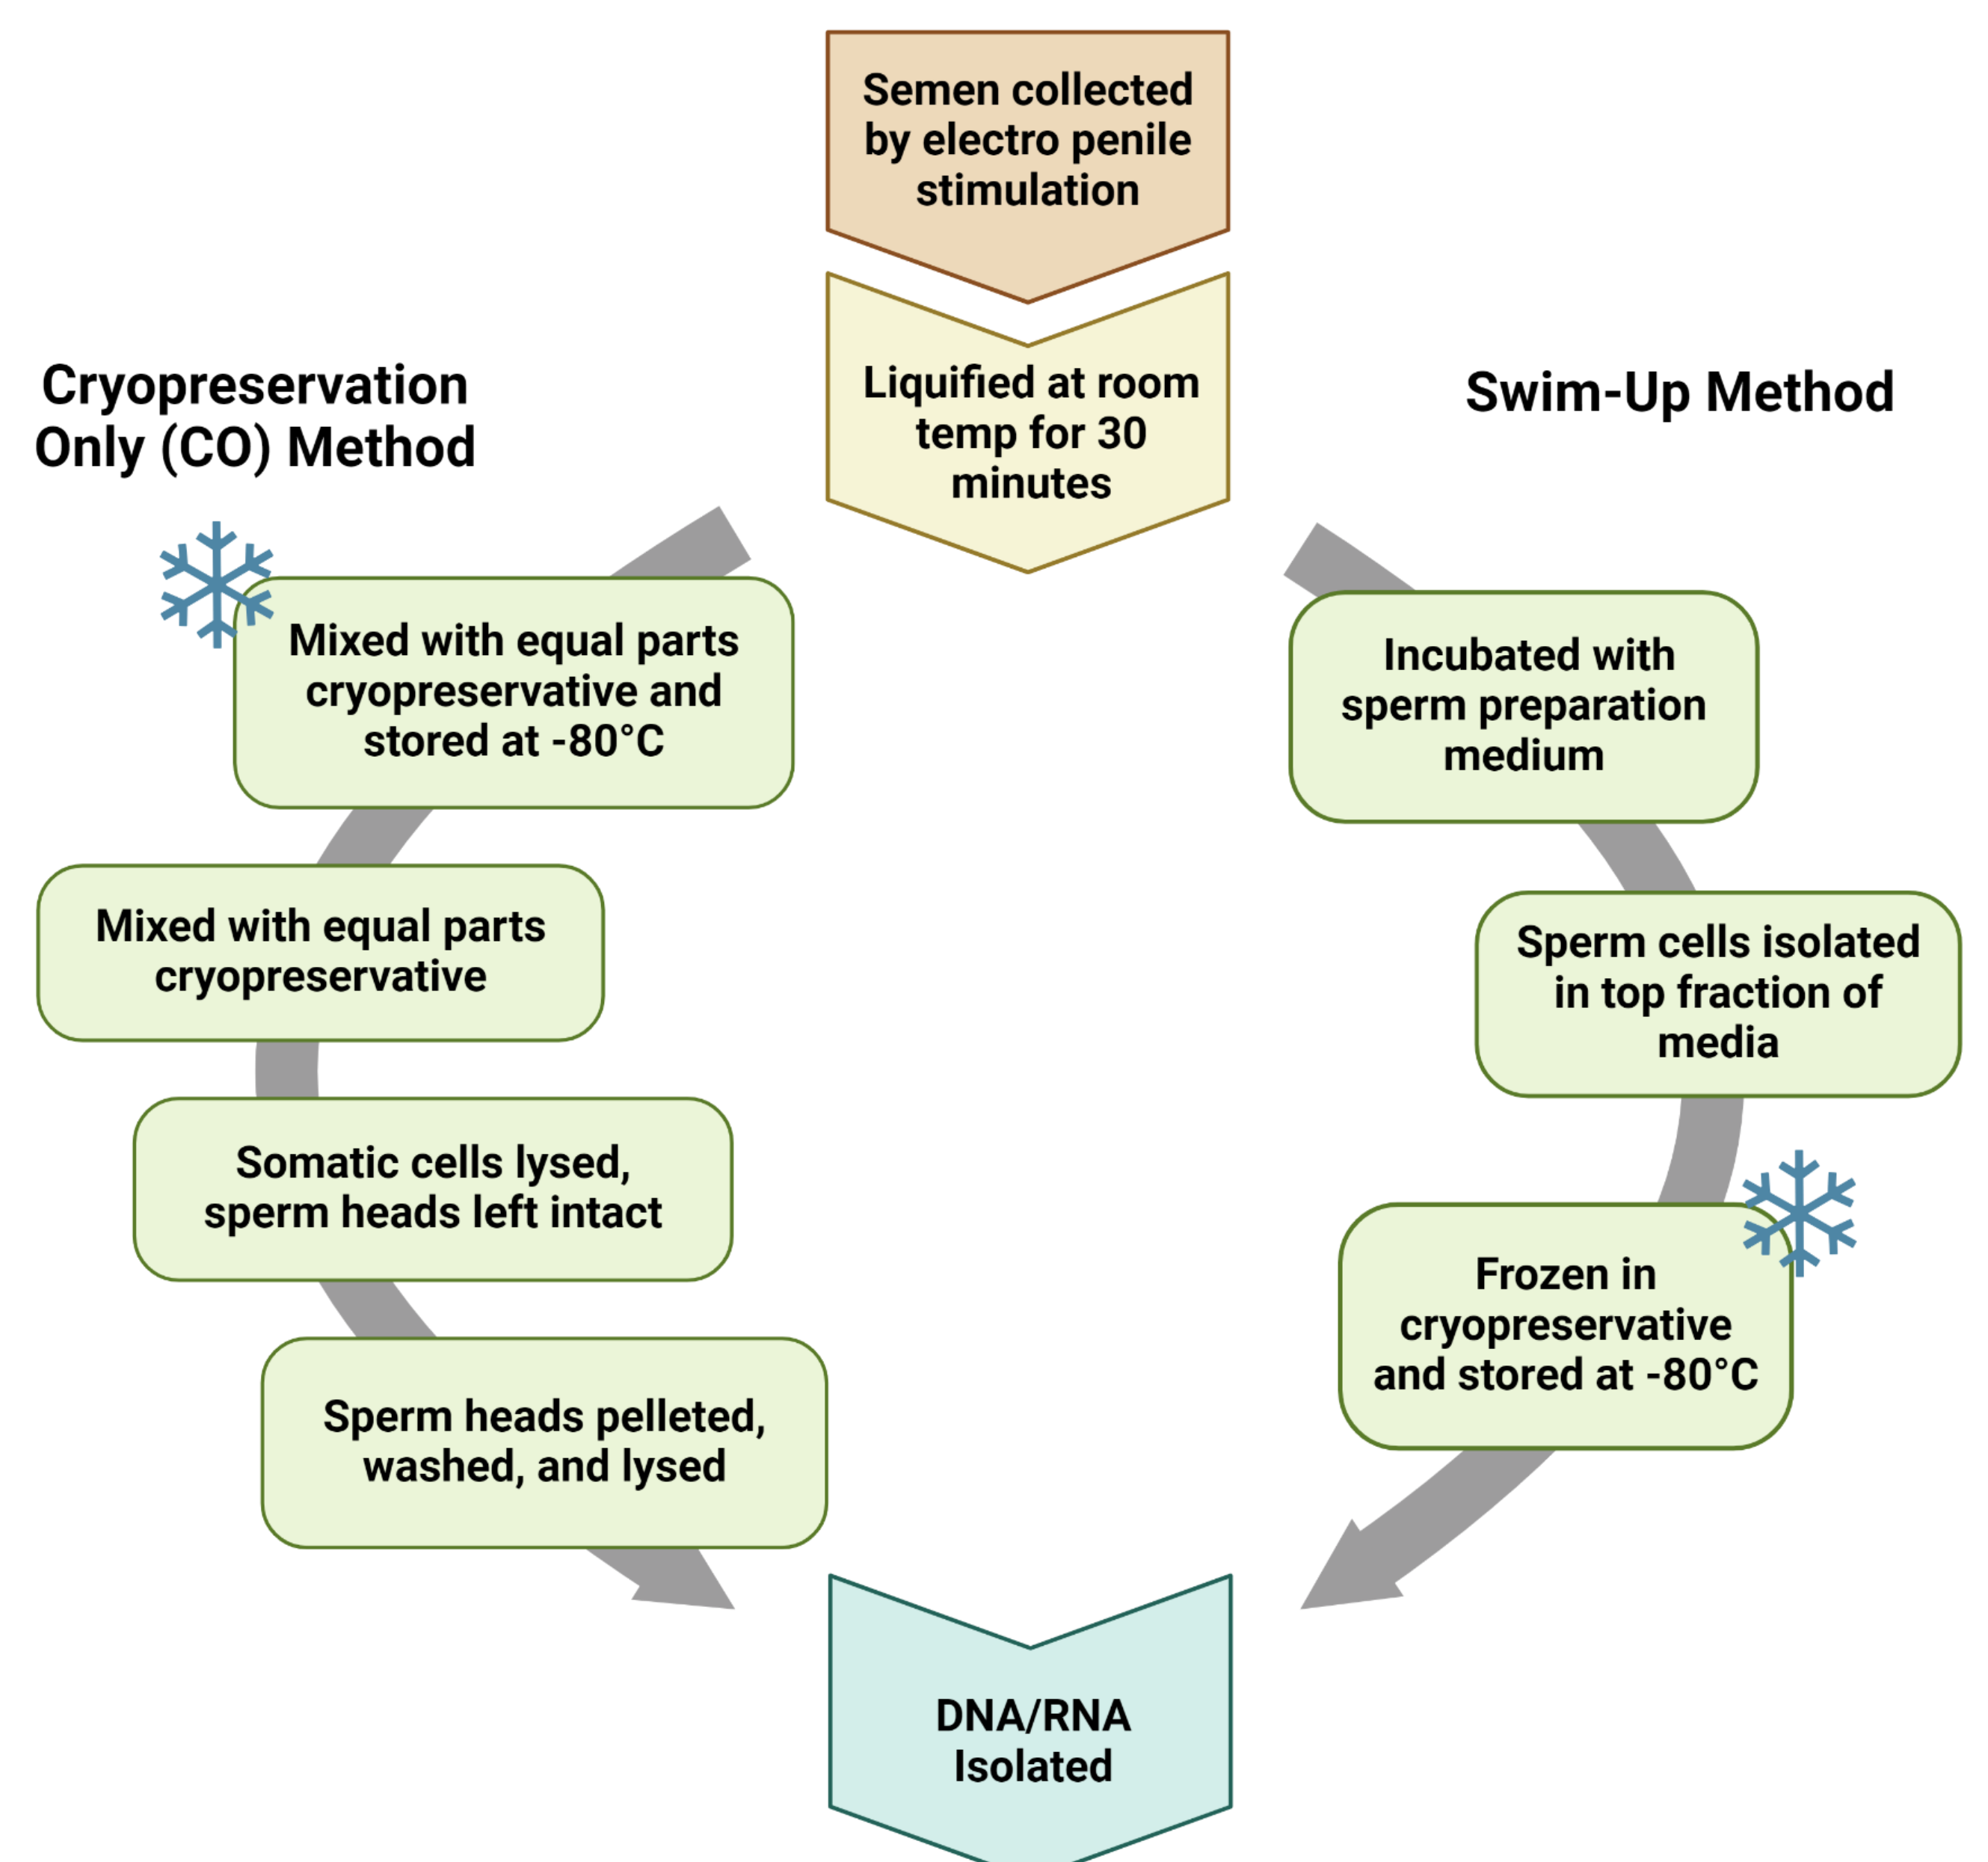 Semen collected
by electro penile
stimulation
Liquified at room
temp for 30
minutes
Cryopreservation
Only (CO) Method
Mixed with equal parts
cryopreservative and
stored at -80°C
Mixed with equal parts
cryopreservative
Somatic cells lysed,
sperm heads left intact
Sperm heads pelleted,
washed, and lysed
Swim-Up Method
Incubated with
sperm preparation
medium
Sperm cells isolated
in top fraction of
media
Frozen in
cryopreservative
and stored at -80°C
DNA/RNA
Isolated